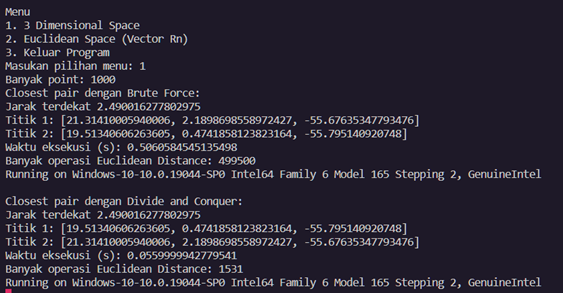 Menu
1. 3 Dimensional Space
2. Euclidean Space (Vector Rn)
3. Keluar Program
Masukan pilihan menu: 1
Banyak point: 1000
Closest pair dengan Brute Force:
Jarak terdekat 2.490016277802975
Titik 1: [21.31410005940006, 2.1898698558972427, -55.67635347793476]
Titik 2: [19.51340606263605, 0.4741858123823164, -55.795140920748]
Waktu eksekusi (s): 0.5060584545135498
Banyak operasi Euclidean Distance: 499500
Running on Windows-10-10.0.19044-SP0 Intel64 Family 6 Model 165 Stepping 2, GenuineIntel
Closest pair dengan Divide and Conquer:
Jarak terdekat 2.490016277802975
Titik 1: [19.51340606263605, 0.4741858123823164, -55.795140920748]
Titik 2: [21.31410005940006, 2.1898698558972427, -55.67635347793476]
Waktu eksekusi (s): 0.0559999942779541
Banyak operasi Euclidean Distance: 1531
Running on Windows-10-10.0.19044-SP0 Intel64 Family 6 Model 165 Stepping 2, GenuineIntel